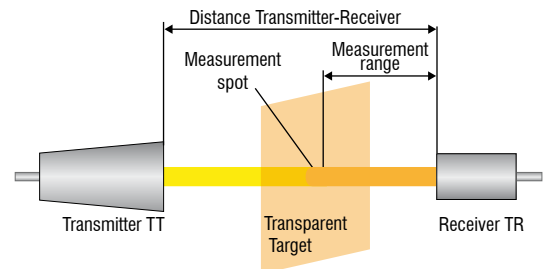 Distance Transmitter-Receiver
Measurement
range
Measurement
spot
Transmitter TT
Transparent
Target
Receiver TR